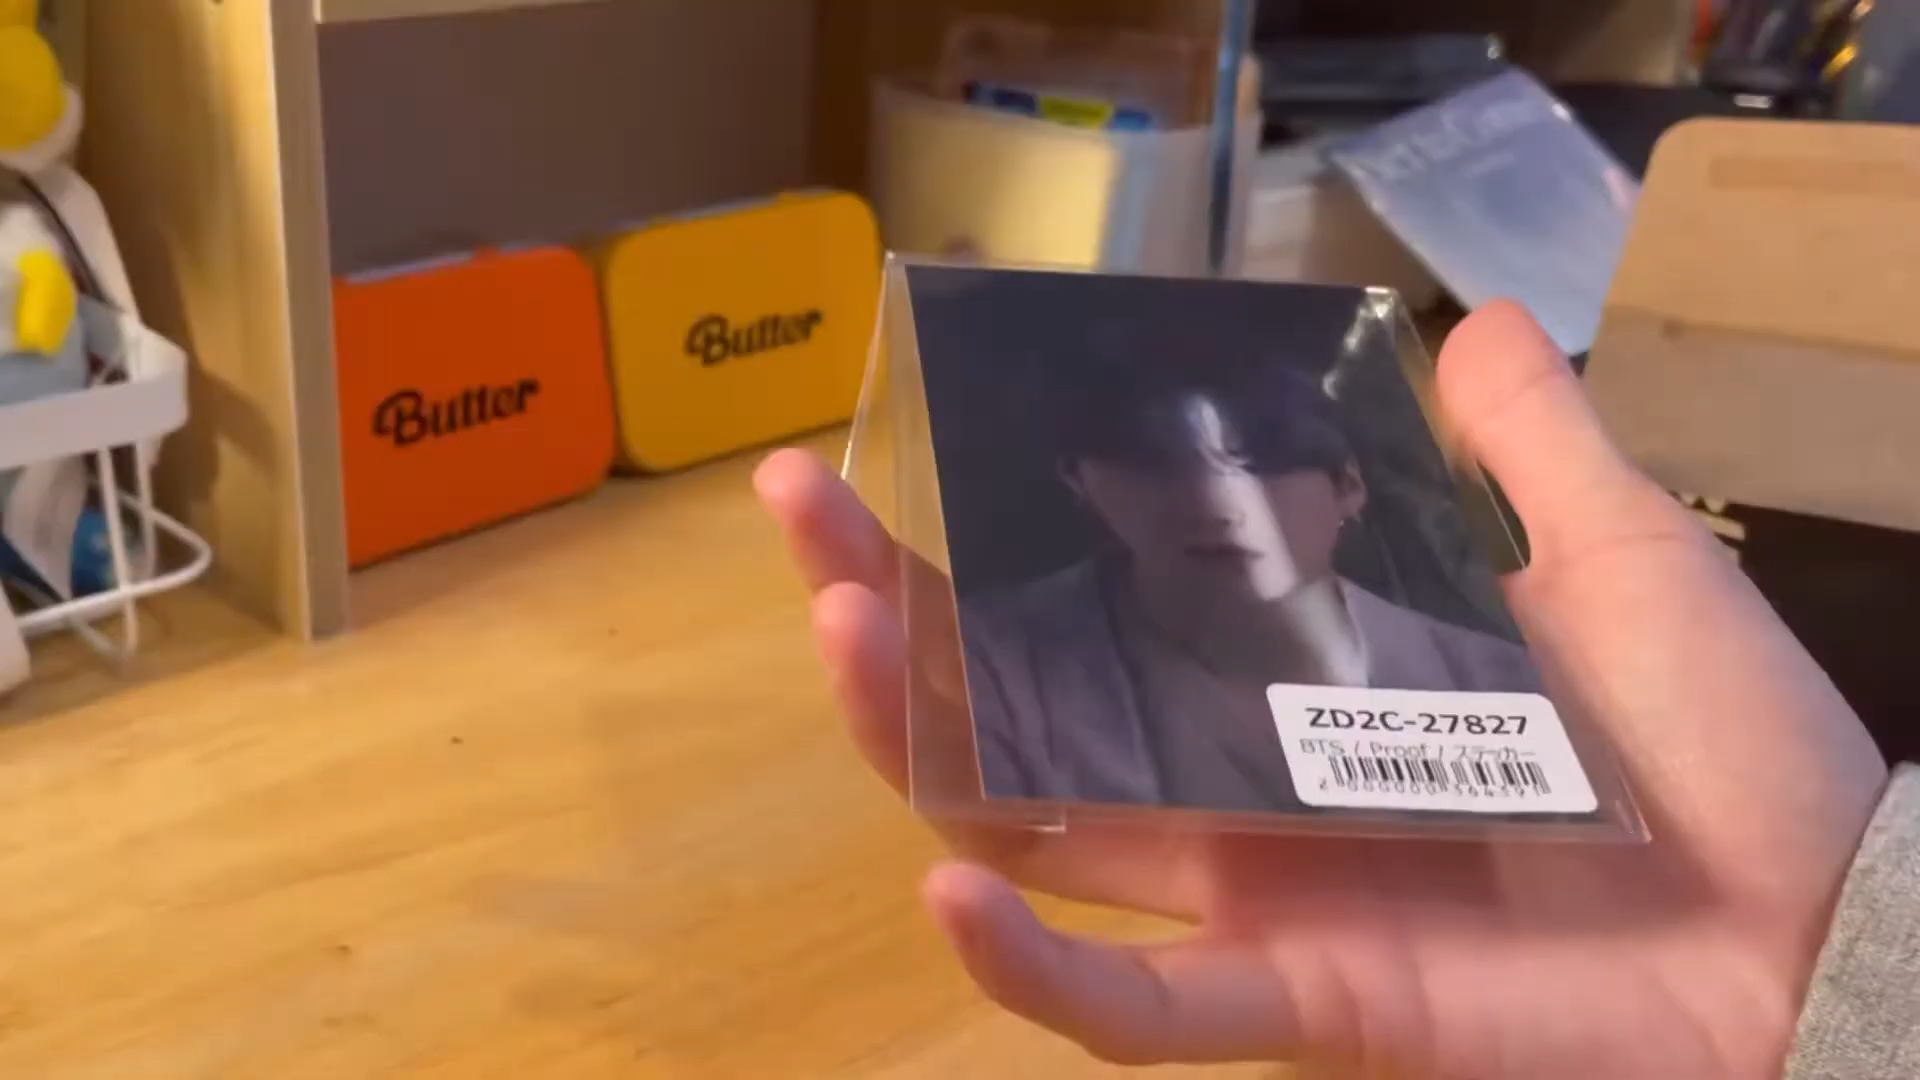 Butter
Butter
ZD2C-27827
BTS / Proof / ステッカー